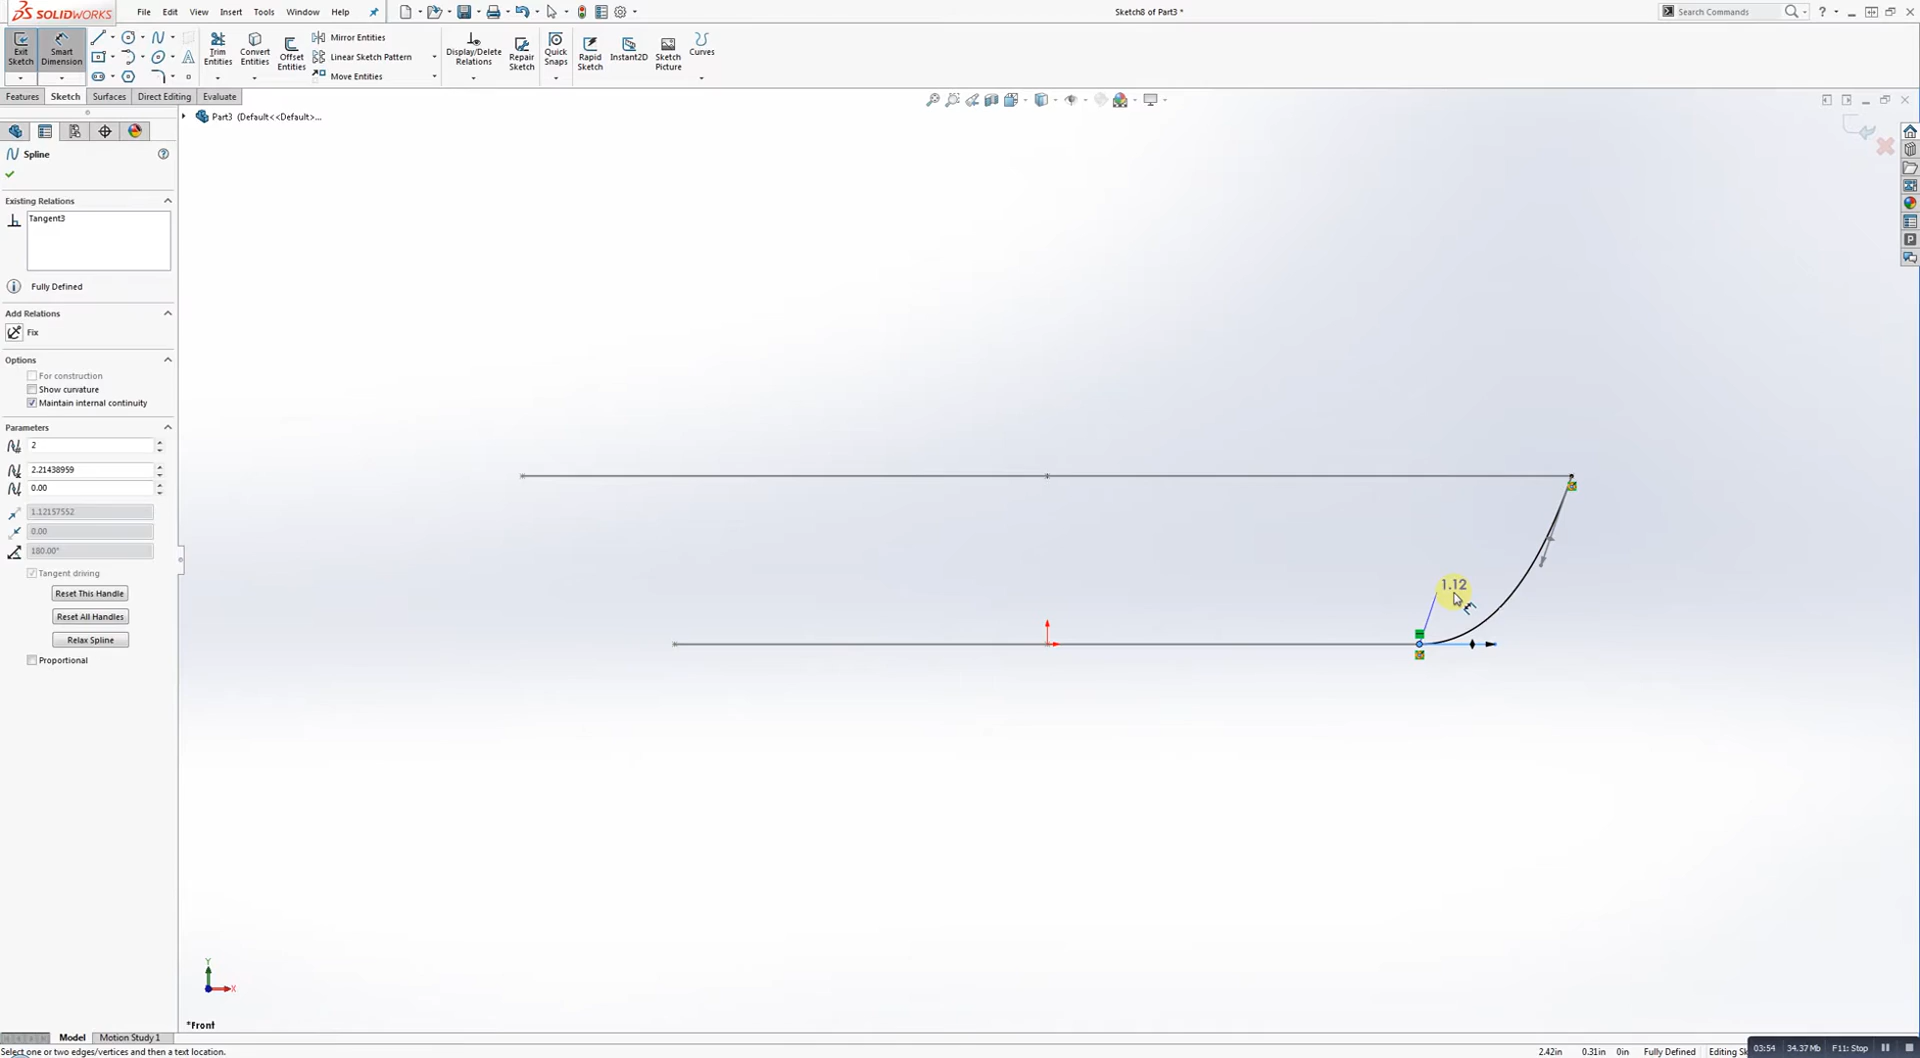 SOLIDWORKS
File Edit View Insert Tools Window Help
Sketch8 of Part3 *
Search Commands
Exit Sketch
Smart Dimension
Trim Entities
Convert Entities
Offset Entities
Mirror Entities
Linear Sketch Pattern
Move Entities
Display/Delete Relations
Repair Sketch
Quick Snaps
Rapid Sketch
Instant2D
Sketch Picture
Curves
Features Sketch Surfaces Direct Editing Evaluate
Part3 (Default<<Default>...
Spline
Existing Relations
Tangent3
Fully Defined
Add Relations
Fix
Options
For construction
Show curvature
Maintain internal continuity
Parameters
2
2.21438959
0.00
1.12157552
0.00
180.00°
Tangent driving
Reset This Handle
Reset All Handles
Relax Spline
Proportional
1.12
Y
X
*Front
Model Motion Study 1
Select one or two edges/vertices and then a text location.
2.42in 0.31in 0in Fully Defined Editing Sk
03:54 34.37 Mb F11: Stop